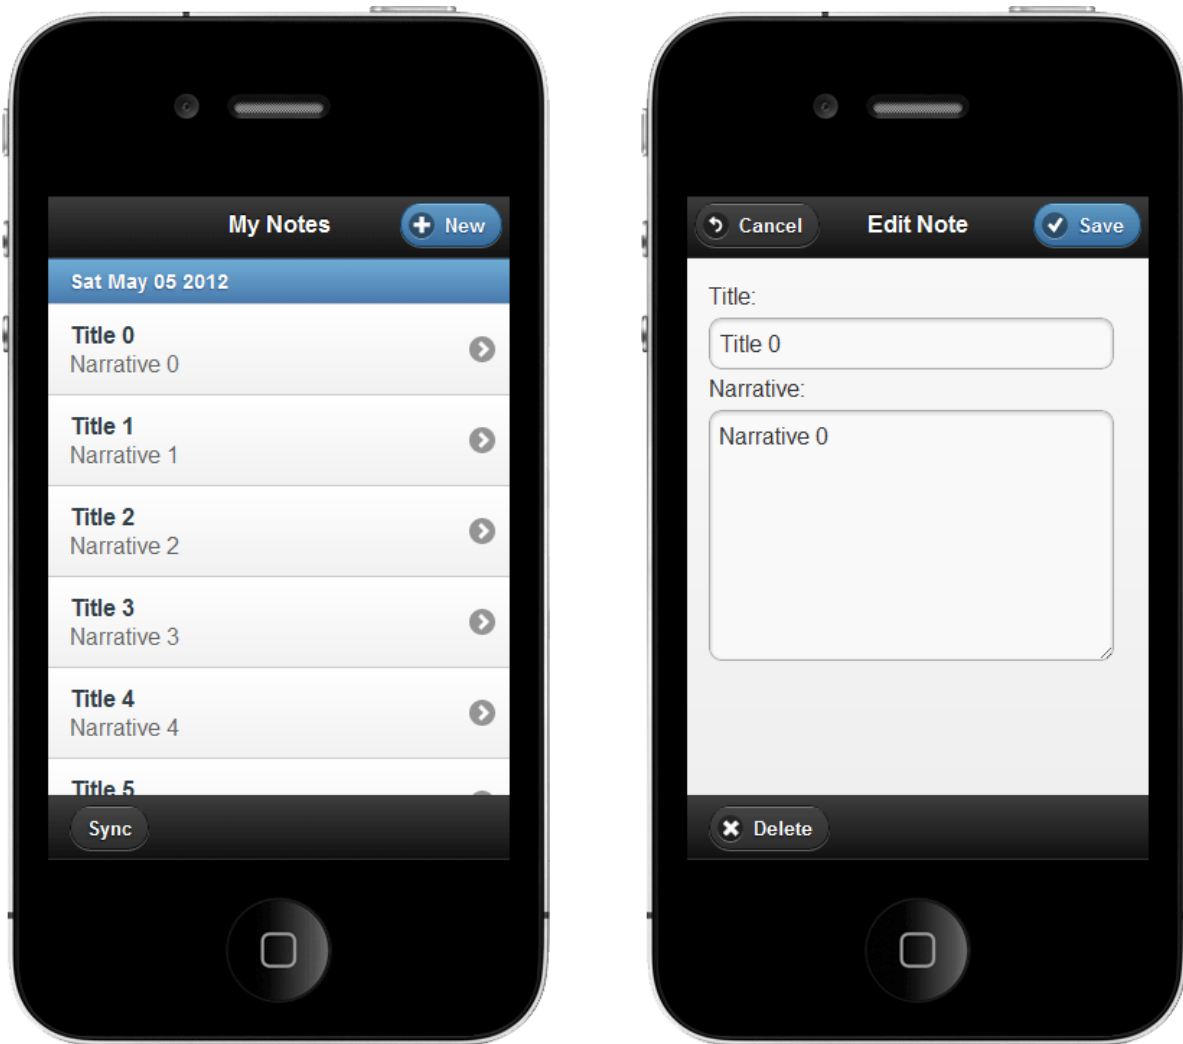 My Notes
New
Sat May 05 2012
Title 0
Narrative 0
Title 1
Narrative 1
Title 2
Narrative 2
Title 3
Narrative 3
Title 4
Narrative 4
Title 5
Sync
Cancel
Edit Note
Save
Title:
Title 0
Narrative:
Narrative 0
Delete